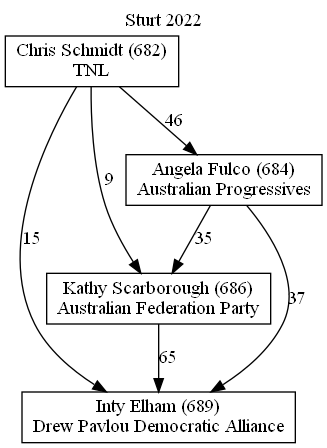 Sturt 2022
Chris Schmidt (682)
TNL
46
Angela Fulco (684)
Australian Progressives
9
15
35
37
Kathy Scarborough (686)
Australian Federation Party
65
Inty Elham (689)
Drew Pavlou Democratic Alliance